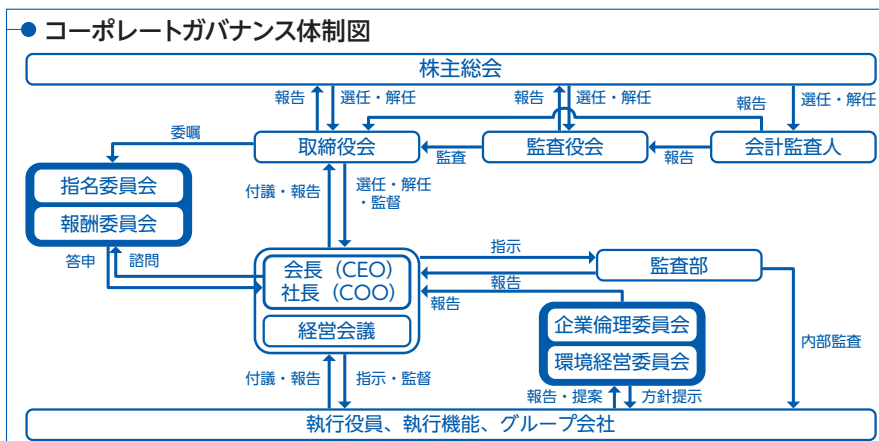 コーポレートガバナンス体制図
株主総会
報告
選任・解任
報告
選任・解任
報告
選任・解任
委嘱
取締役会
監査
監査役会
報告
会計監査人
指名委員会
報酬委員会
付議・報告
選任・解任
・監督
答申
諮問
会長（CEO）
社長（COO）
経営会議
指示
監査部
報告
報告
企業倫理委員会
環境経営委員会
内部監査
付議・報告
指示・監督
報告・提案
方針提示
執行役員、執行機能、グループ会社